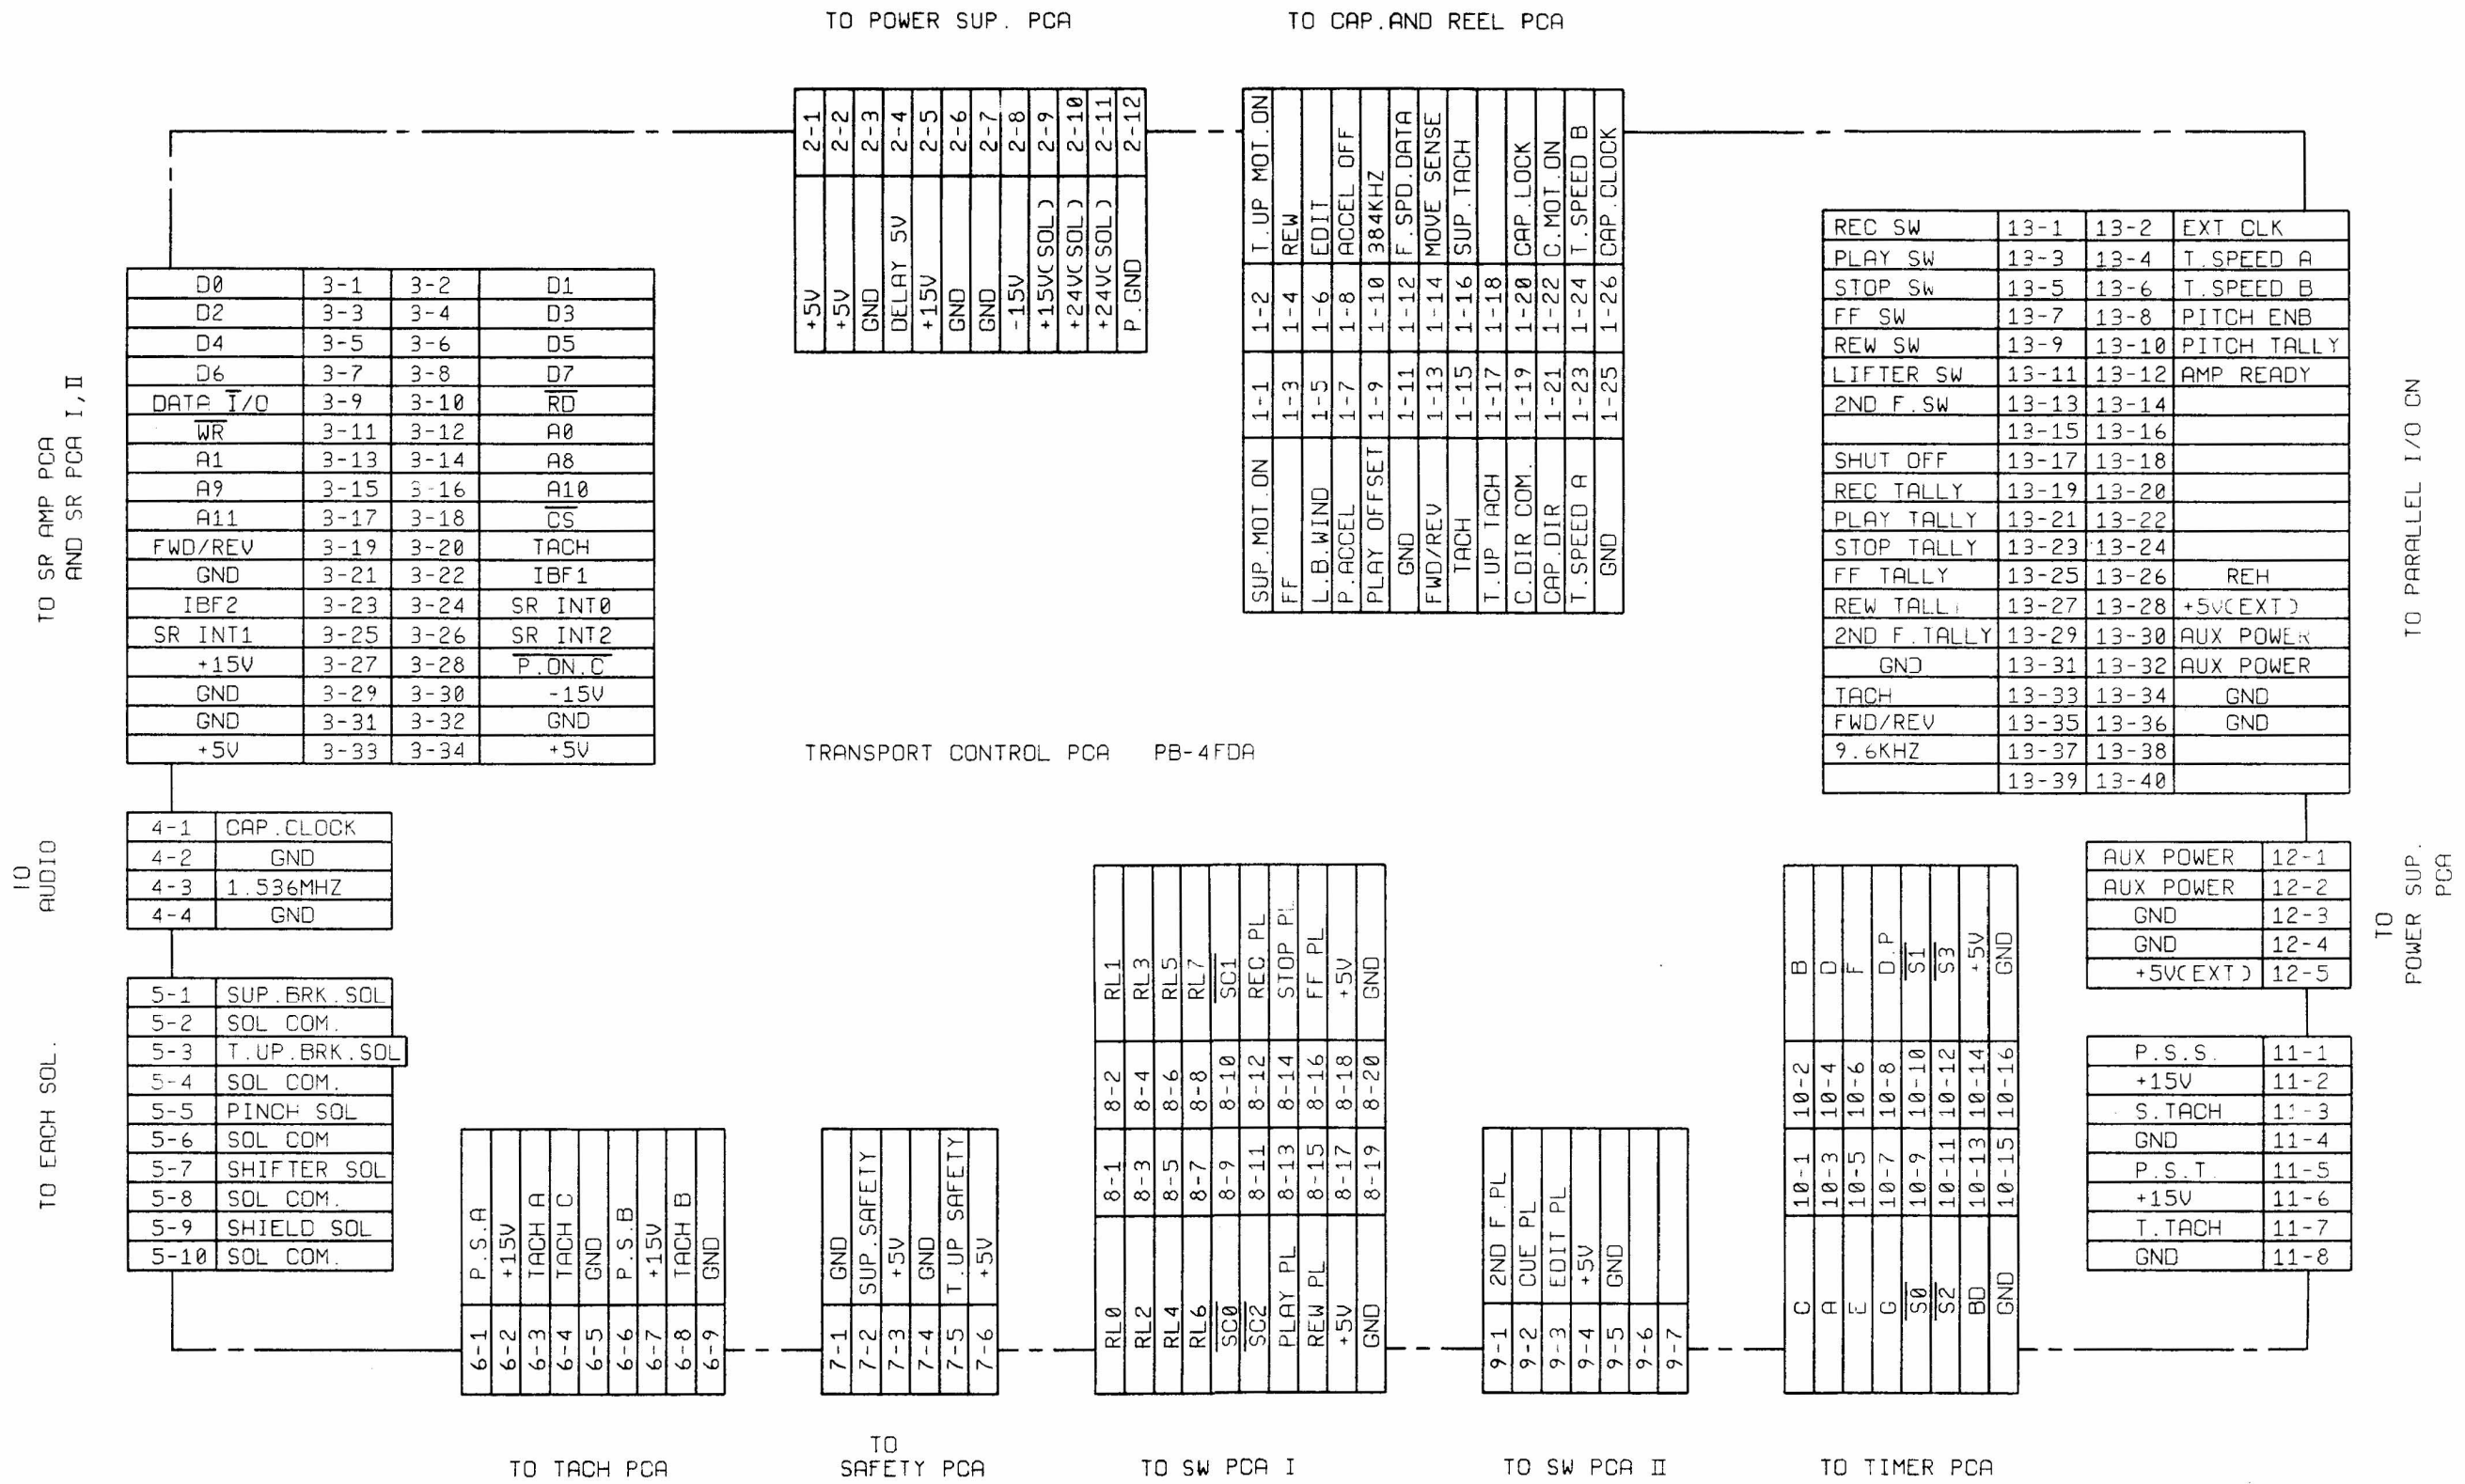 TO POWER SUP. PCA
TO CAP.AND REEL PCA
2-1 +5V
2-2 +5V
2-3 GND
2-4 DELAY 5V
2-5 +15V
2-6 GND
2-7 GND
2-8 -15V
2-9 +15V(SOL)
2-10 +24V(SOL)
2-11 +24V(SOL)
2-12 P.GND
SUP.MOT.ON 1-1 1-2 T.UP MOT.ON
FF 1-3 1-4 REW
L.B.WIND 1-5 1-6 EDIT
P.ACCEL 1-7 1-8 ACCEL OFF
PLAY OFFSET 1-9 1-10 384KHZ
GND 1-11 1-12 F.SPD.DATA
FWD/REV 1-13 1-14 MOVE SENSE
TACH 1-15 1-16 SUP.TACH
T.UP TACH 1-17 1-18
C.DIR COM. 1-19 1-20 CAP.LOCK
CAP.DIR 1-21 1-22 C.MOT.ON
T.SPEED A 1-23 1-24 T.SPEED B
GND 1-25 1-26 CAP.CLOCK
TO SR AMP PCA
AND SR PCA I,II
D0 3-1 3-2 D1
D2 3-3 3-4 D3
D4 3-5 3-6 D5
D6 3-7 3-8 D7
DATA I̅/O 3-9 3-10 R̅D̅
W̅R̅ 3-11 3-12 A0
A1 3-13 3-14 A8
A9 3-15 3-16 A10
A11 3-17 3-18 C̅S̅
FWD/REV 3-19 3-20 TACH
GND 3-21 3-22 IBF1
IBF2 3-23 3-24 SR INT0
SR INT1 3-25 3-26 SR INT2
+15V 3-27 3-28 P̅.̅O̅N̅.̅C̅
GND 3-29 3-30 -15V
GND 3-31 3-32 GND
+5V 3-33 3-34 +5V
TRANSPORT CONTROL PCA PB-4FDA
REC SW 13-1 13-2 EXT CLK
PLAY SW 13-3 13-4 T.SPEED A
STOP SW 13-5 13-6 T.SPEED B
FF SW 13-7 13-8 PITCH ENB
REW SW 13-9 13-10 PITCH TALLY
LIFTER SW 13-11 13-12 AMP READY
2ND F.SW 13-13 13-14
13-15 13-16
SHUT OFF 13-17 13-18
REC TALLY 13-19 13-20
PLAY TALLY 13-21 13-22
STOP TALLY 13-23 13-24
FF TALLY 13-25 13-26 REH
REW TALL 13-27 13-28 +5V(EXT)
2ND F.TALLY 13-29 13-30 AUX POWER
GND 13-31 13-32 AUX POWER
TACH 13-33 13-34 GND
FWD/REV 13-35 13-36 GND
9.6KHZ 13-37 13-38
13-39 13-40
TO PARALLEL I/O CN
TO
AUDIO
4-1 CAP.CLOCK
4-2 GND
4-3 1.536MHZ
4-4 GND
TO EACH SOL.
5-1 SUP.BRK.SOL
5-2 SOL COM.
5-3 T.UP.BRK.SOL
5-4 SOL COM.
5-5 PINCH SOL
5-6 SOL COM
5-7 SHIFTER SOL
5-8 SOL COM.
5-9 SHIELD SOL
5-10 SOL COM.
6-1 P.S.A
6-2 +15V
6-3 TACH A
6-4 TACH C
6-5 GND
6-6 P.S.B
6-7 +15V
6-8 TACH B
6-9 GND
TO TACH PCA
7-1 GND
7-2 SUP.SAFETY
7-3 +5V
7-4 GND
7-5 T.UP SAFETY
7-6 +5V
TO
SAFETY PCA
RL0 8-1 8-2 RL1
RL2 8-3 8-4 RL3
RL4 8-5 8-6 RL5
RL6 8-7 8-8 RL7
S̅C̅0̅ 8-9 8-10 S̅C̅1̅
S̅C̅2̅ 8-11 8-12 REC PL
PLAY PL 8-13 8-14 STOP PL
REW PL 8-15 8-16 FF PL
+5V 8-17 8-18 +5V
GND 8-19 8-20 GND
TO SW PCA I
9-1 2ND F.PL
9-2 CUE PL
9-3 EDIT PL
9-4 +5V
9-5 GND
9-6
9-7
TO SW PCA II
C 10-1 10-2 B
A 10-3 10-4 D
E 10-5 10-6 F
G 10-7 10-8 D.P
S̅0̅ 10-9 10-10 S̅1̅
S̅2̅ 10-11 10-12 S̅3̅
BD 10-13 10-14 +5V
GND 10-15 10-16 GND
TO TIMER PCA
AUX POWER 12-1
AUX POWER 12-2
GND 12-3
GND 12-4
+5V(EXT) 12-5
TO
POWER SUP.
PCA
P.S.S. 11-1
+15V 11-2
S.TACH 11-3
GND 11-4
P.S.T. 11-5
+15V 11-6
T.TACH 11-7
GND 11-8